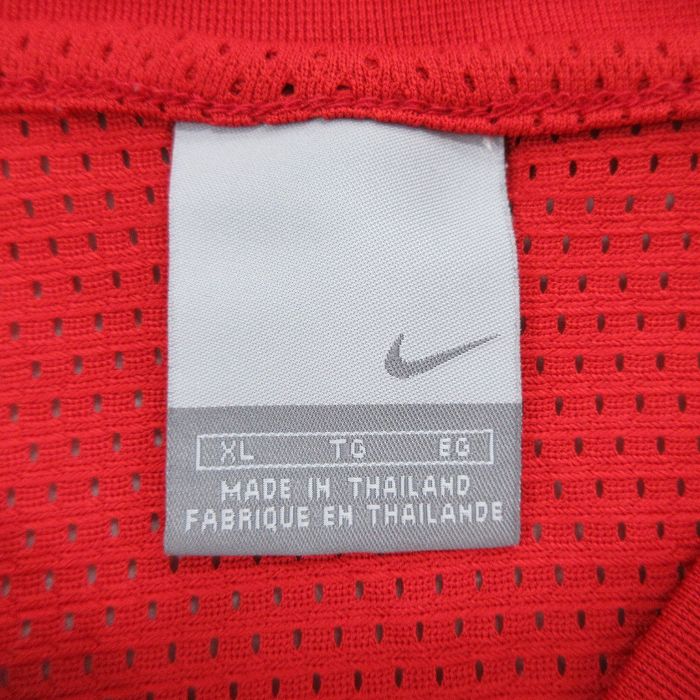 XL TG EG
MADE IN THAILAND
FABRIQUE EN THAILANDE